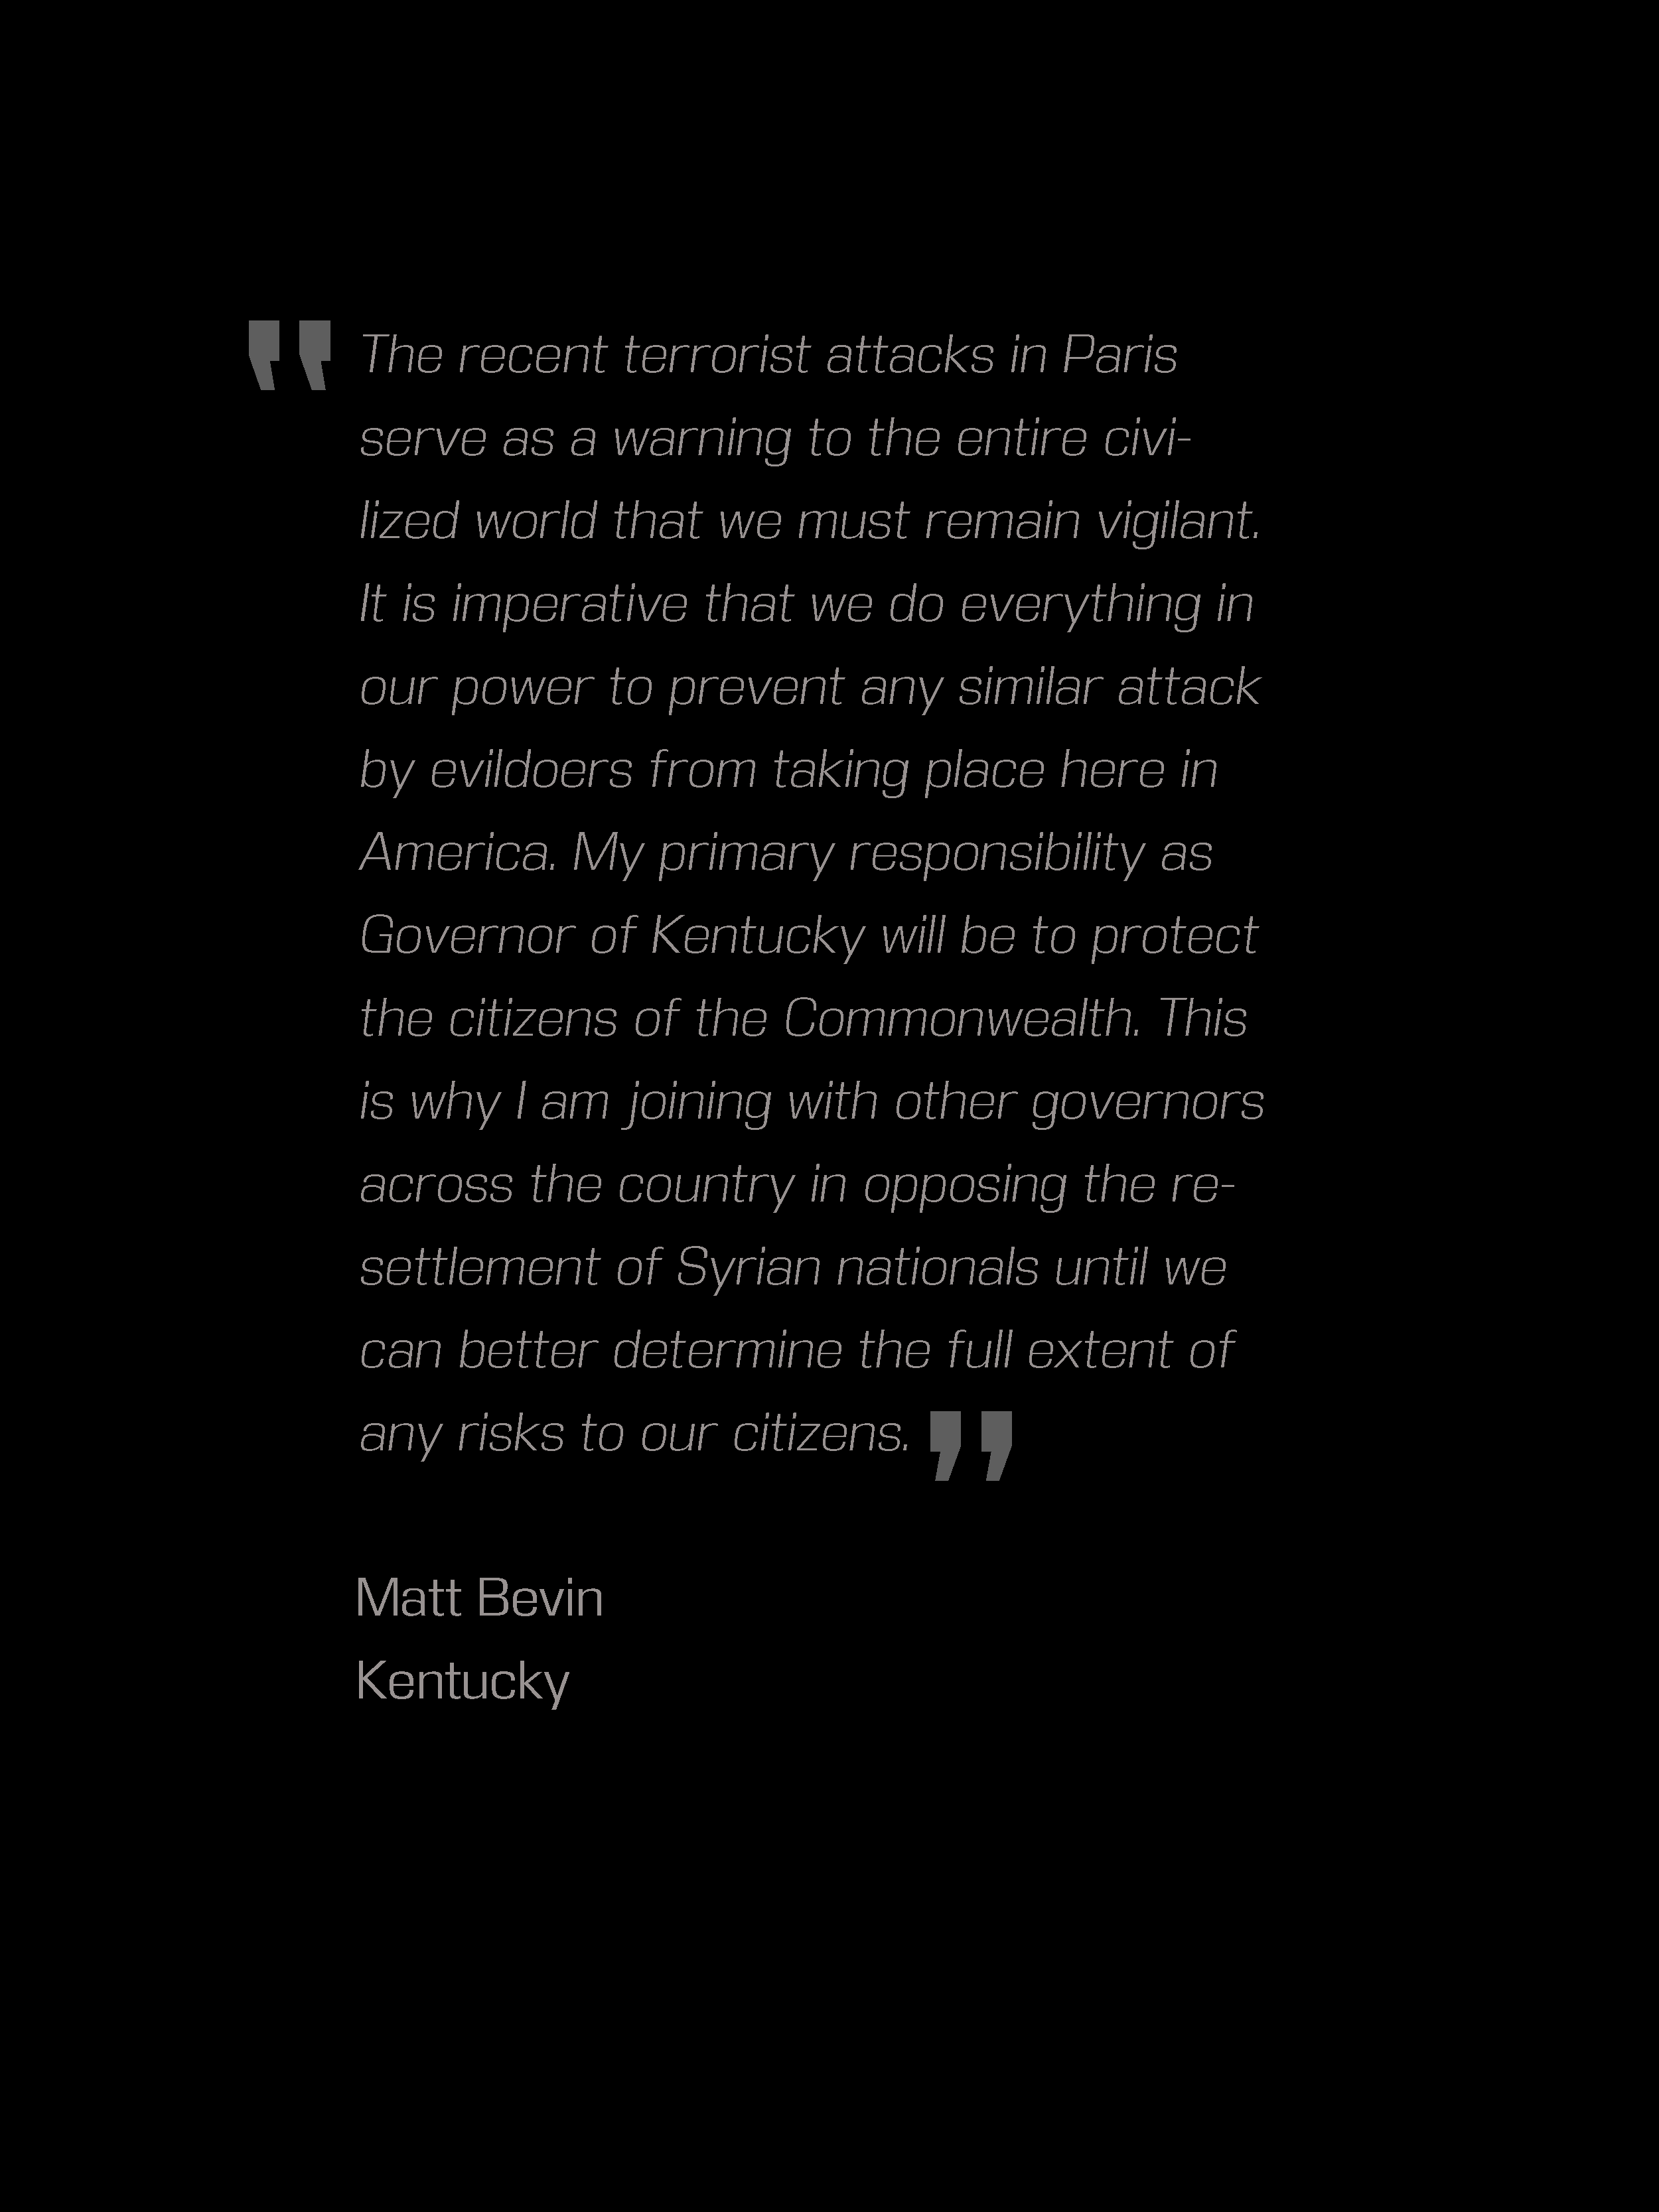 ‟The recent terrorist attacks in Paris
serve as a warning to the entire civi-
lized world that we must remain vigilant.
It is imperative that we do everything in
our power to prevent any similar attack
by evildoers from taking place here in
America. My primary responsibility as
Governor of Kentucky will be to protect
the citizens of the Commonwealth. This
is why I am joining with other governors
across the country in opposing the re-
settlement of Syrian nationals until we
can better determine the full extent of
any risks to our citizens.”
Matt Bevin
Kentucky